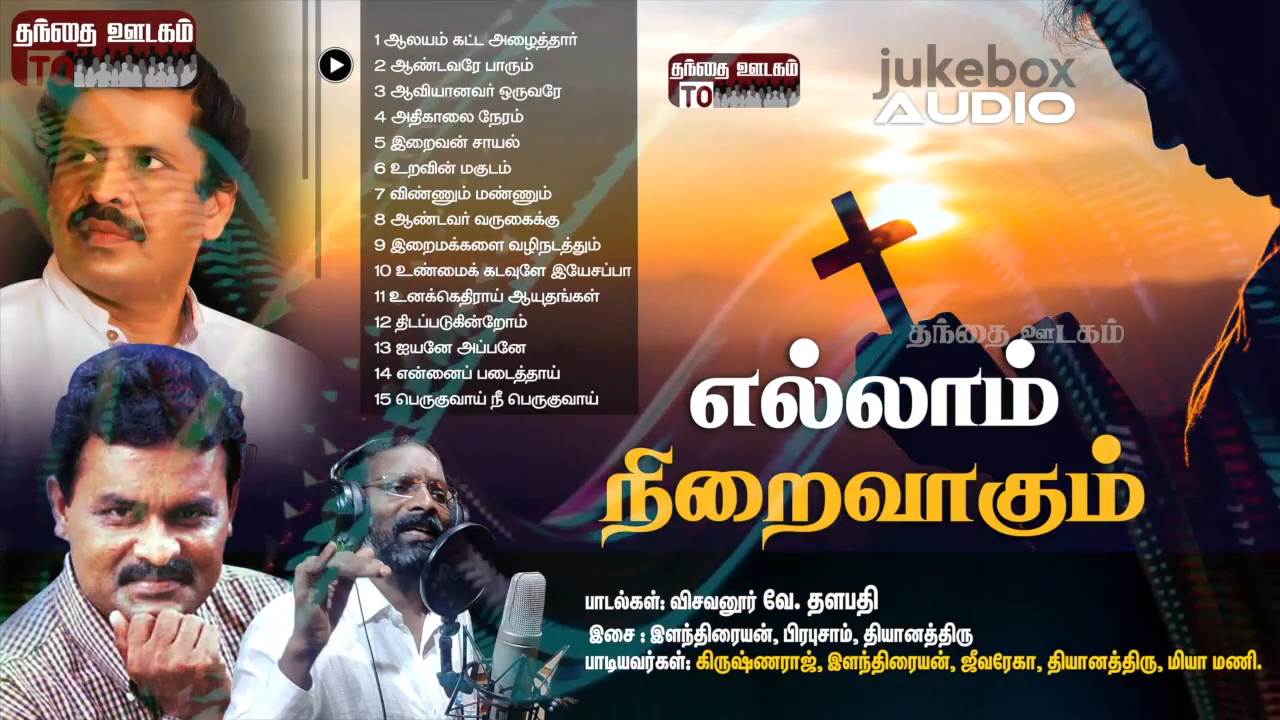 தந்தை ஊடகம்
TO
1 ஆலயம் கட்ட அழைத்தார்
2 ஆண்டவரே பாரும்
3 ஆவியானவர் ஒருவரே
4 அதிகாலை நேரம்
5 இறைவன் சாயல்
6 உறவின் மகுடம்
7 விண்ணும் மண்ணும்
8 ஆண்டவர் வருகைக்கு
9 இறைமக்களை வழிநடத்தும்
10 உண்மைக் கடவுளே இயேசப்பா
11 உனக்கெதிராய் ஆயுதங்கள்
12 திடப்படுகின்றோம்
13 ஐயனே அப்பனே
14 என்னைப் படைத்தாய்
15 பெருகுவாய் நீ பெருகுவாய்
தந்தை ஊடகம்
TO
jukebox
AUDIO
தந்தை ஊடகம்
எல்லாம்
நிறைவாகும்
பாடல்கள்: விசவனூர் வே. தளபதி
இசை : இளந்திரையன், பிரபுசாம், தியானத்திரு
பாடியவர்கள்: கிருஷ்ணராஜ், இளந்திரையன், ஜீவரேகா, தியானத்திரு, மியா மணி.